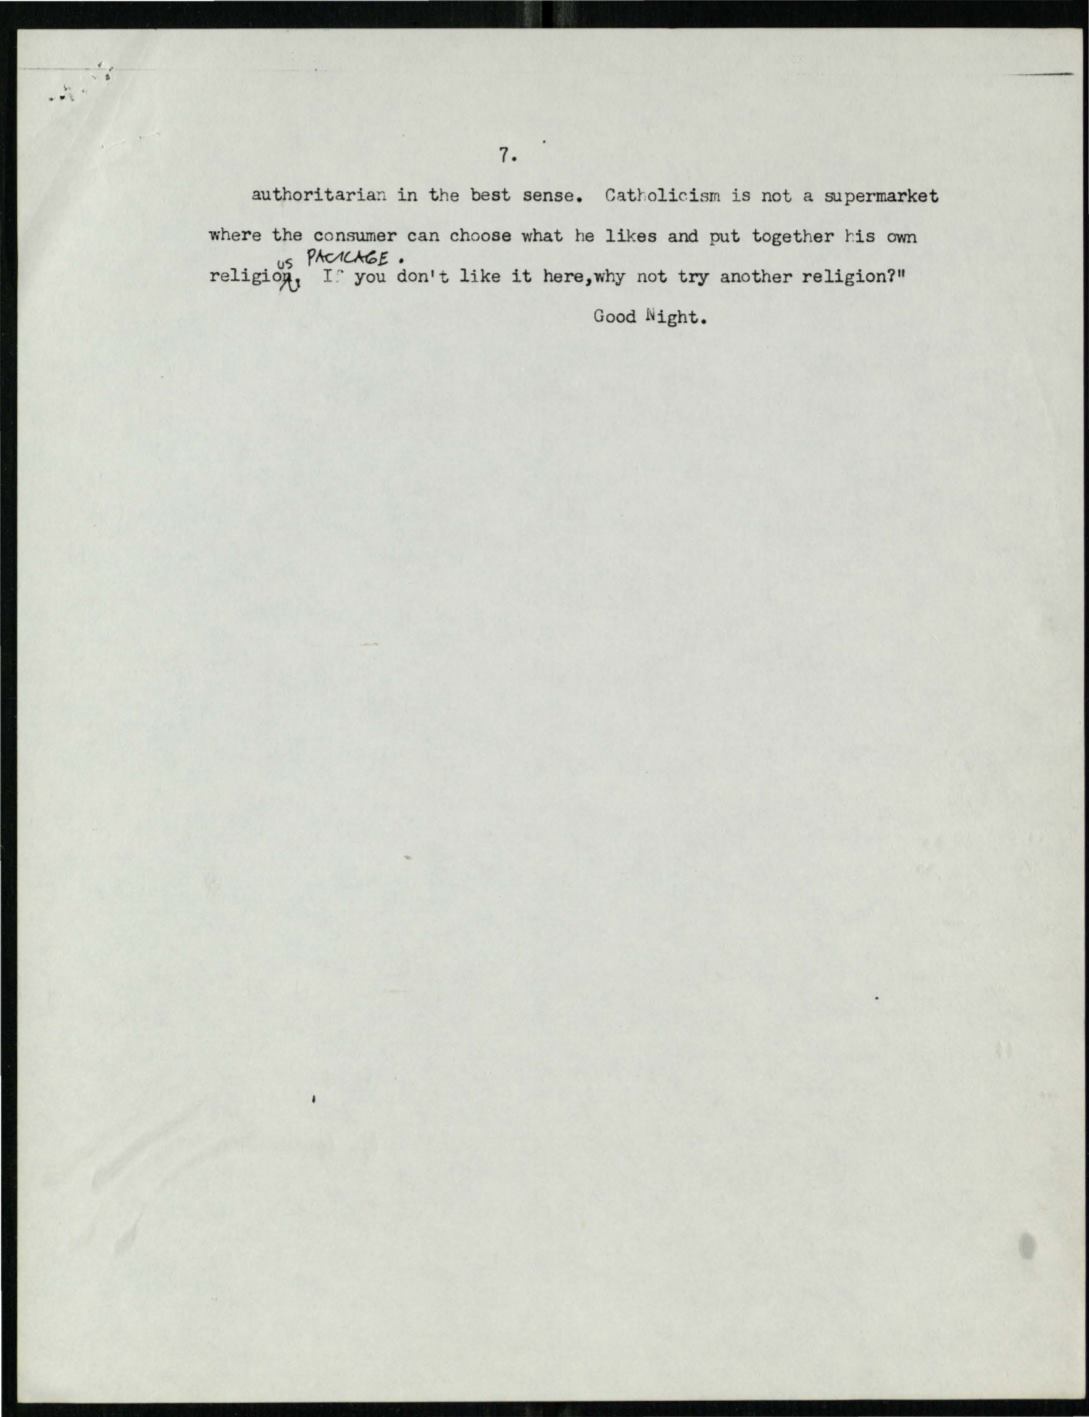 7.
authoritarian in the best sense. Catholicism is not a supermarket
where the consumer can choose what he likes and put together his own
us PACKAGE.
religion, If you don't like it here,why not try another religion?"
Good Night.